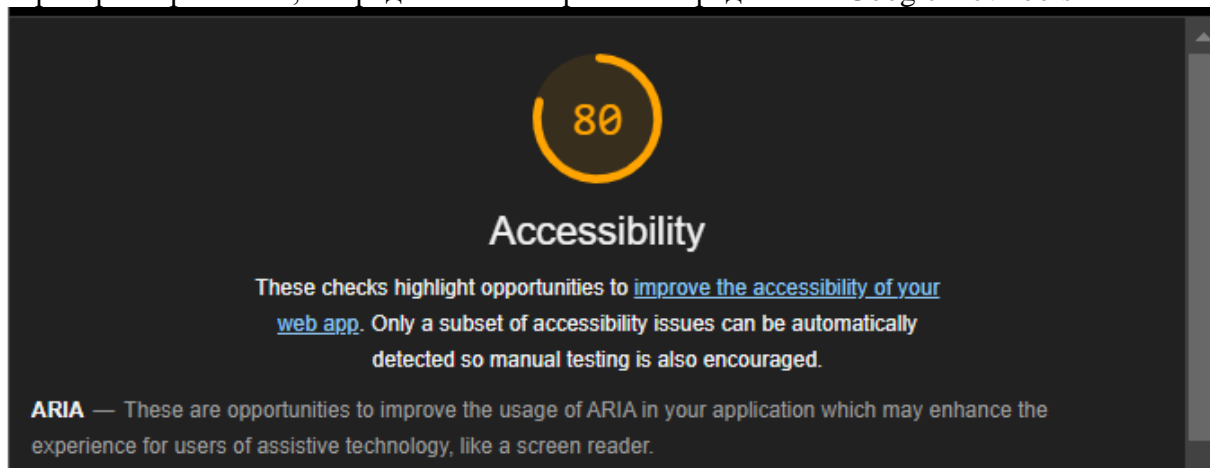 Google
80
Accessibility
These checks highlight opportunities to improve the accessibility of your
web app. Only a subset of accessibility issues can be automatically
detected so manual testing is also encouraged.
ARIA — These are opportunities to improve the usage of ARIA in your application which may enhance the
experience for users of assistive technology, like a screen reader.